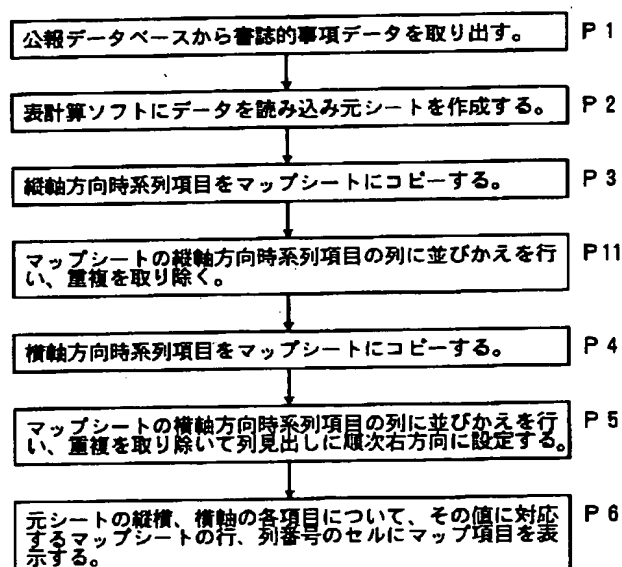 公報データベースから書誌的事項データを取り出す。 P 1
表計算ソフトにデータを読み込み元シートを作成する。 P 2
縦軸方向時系列項目をマップシートにコピーする。 P 3
マップシートの縦軸方向時系列項目の列に並びかえを行 P 11
い、重複を取り除く。
横軸方向時系列項目をマップシートにコピーする。 P 4
マップシートの横軸方向時系列項目の列に並びかえを行 P 5
い、重複を取り除いて列見出しに順次右方向に設定する。
元シートの縦横、横軸の各項目について、その値に対応 P 6
するマップシートの行、列番号のセルにマップ項目を表
示する。